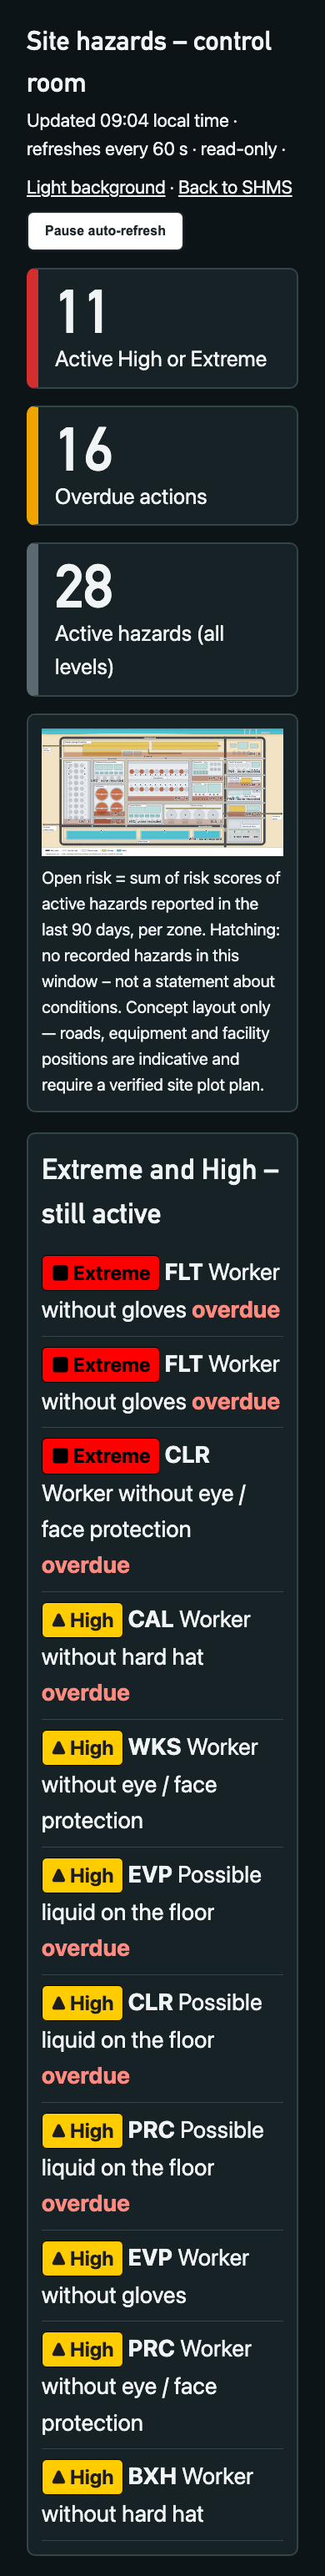 Site hazards – control
room
Updated 09:04 local time ·
refreshes every 60 s · read-only ·
Light background · Back to SHMS
Pause auto-refresh
11
Active High or Extreme
16
Overdue actions
28
Active hazards (all
levels)
Open risk = sum of risk scores of
active hazards reported in the
last 90 days, per zone. Hatching:
no recorded hazards in this
window – not a statement about
conditions. Concept layout only
— roads, equipment and facility
positions are indicative and
require a verified site plot plan.
Extreme and High –
still active
Extreme FLT Worker
without gloves overdue
Extreme FLT Worker
without gloves overdue
Extreme CLR
Worker without eye /
face protection
overdue
High CAL Worker
without hard hat
overdue
High WKS Worker
without eye / face
protection
High EVP Possible
liquid on the floor
overdue
High CLR Possible
liquid on the floor
overdue
High PRC Possible
liquid on the floor
overdue
High EVP Worker
without gloves
High PRC Worker
without eye / face
protection
High BXH Worker
without hard hat